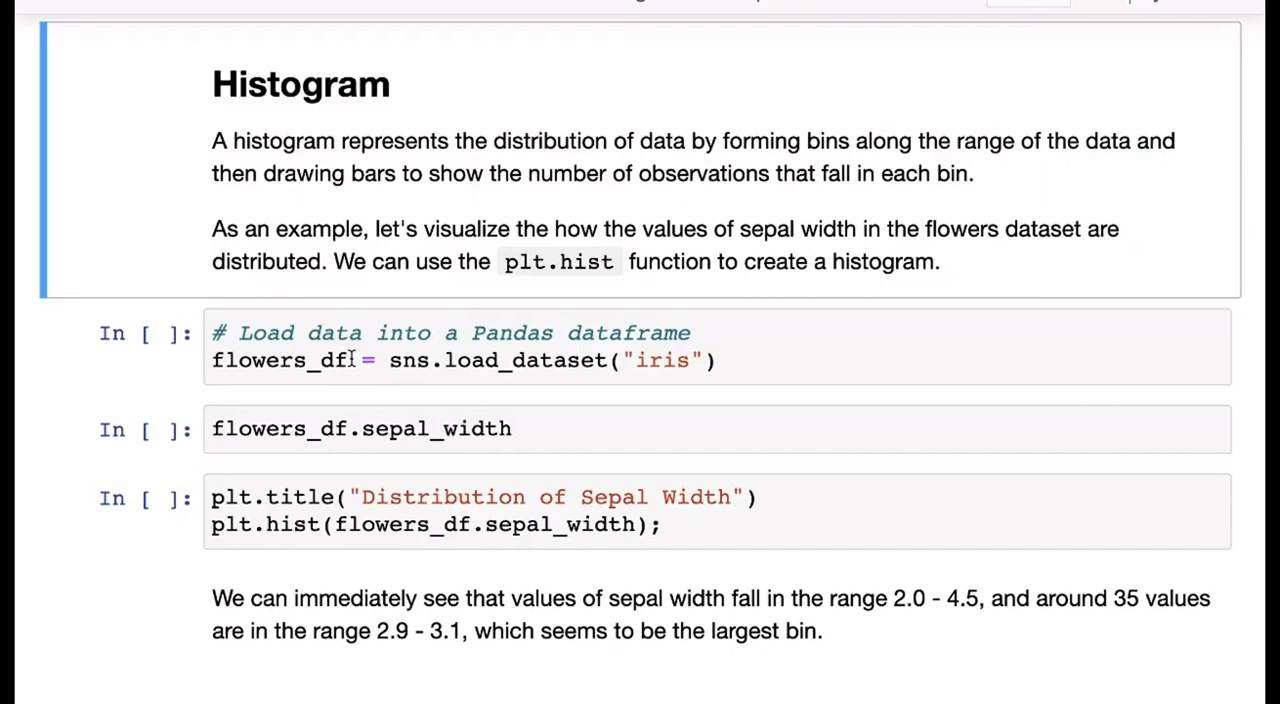 Histogram
A histogram represents the distribution of data by forming bins along the range of the data and
then drawing bars to show the number of observations that fall in each bin.
As an example, let's visualize the how the values of sepal width in the flowers dataset are
distributed. We can use the plt.hist function to create a histogram.
In [ ]: # Load data into a Pandas dataframe
flowers_df = sns.load_dataset("iris")
In [ ]: flowers_df.sepal_width
In [ ]: plt.title("Distribution of Sepal Width")
plt.hist(flowers_df.sepal_width);
We can immediately see that values of sepal width fall in the range 2.0 - 4.5, and around 35 values
are in the range 2.9 - 3.1, which seems to be the largest bin.